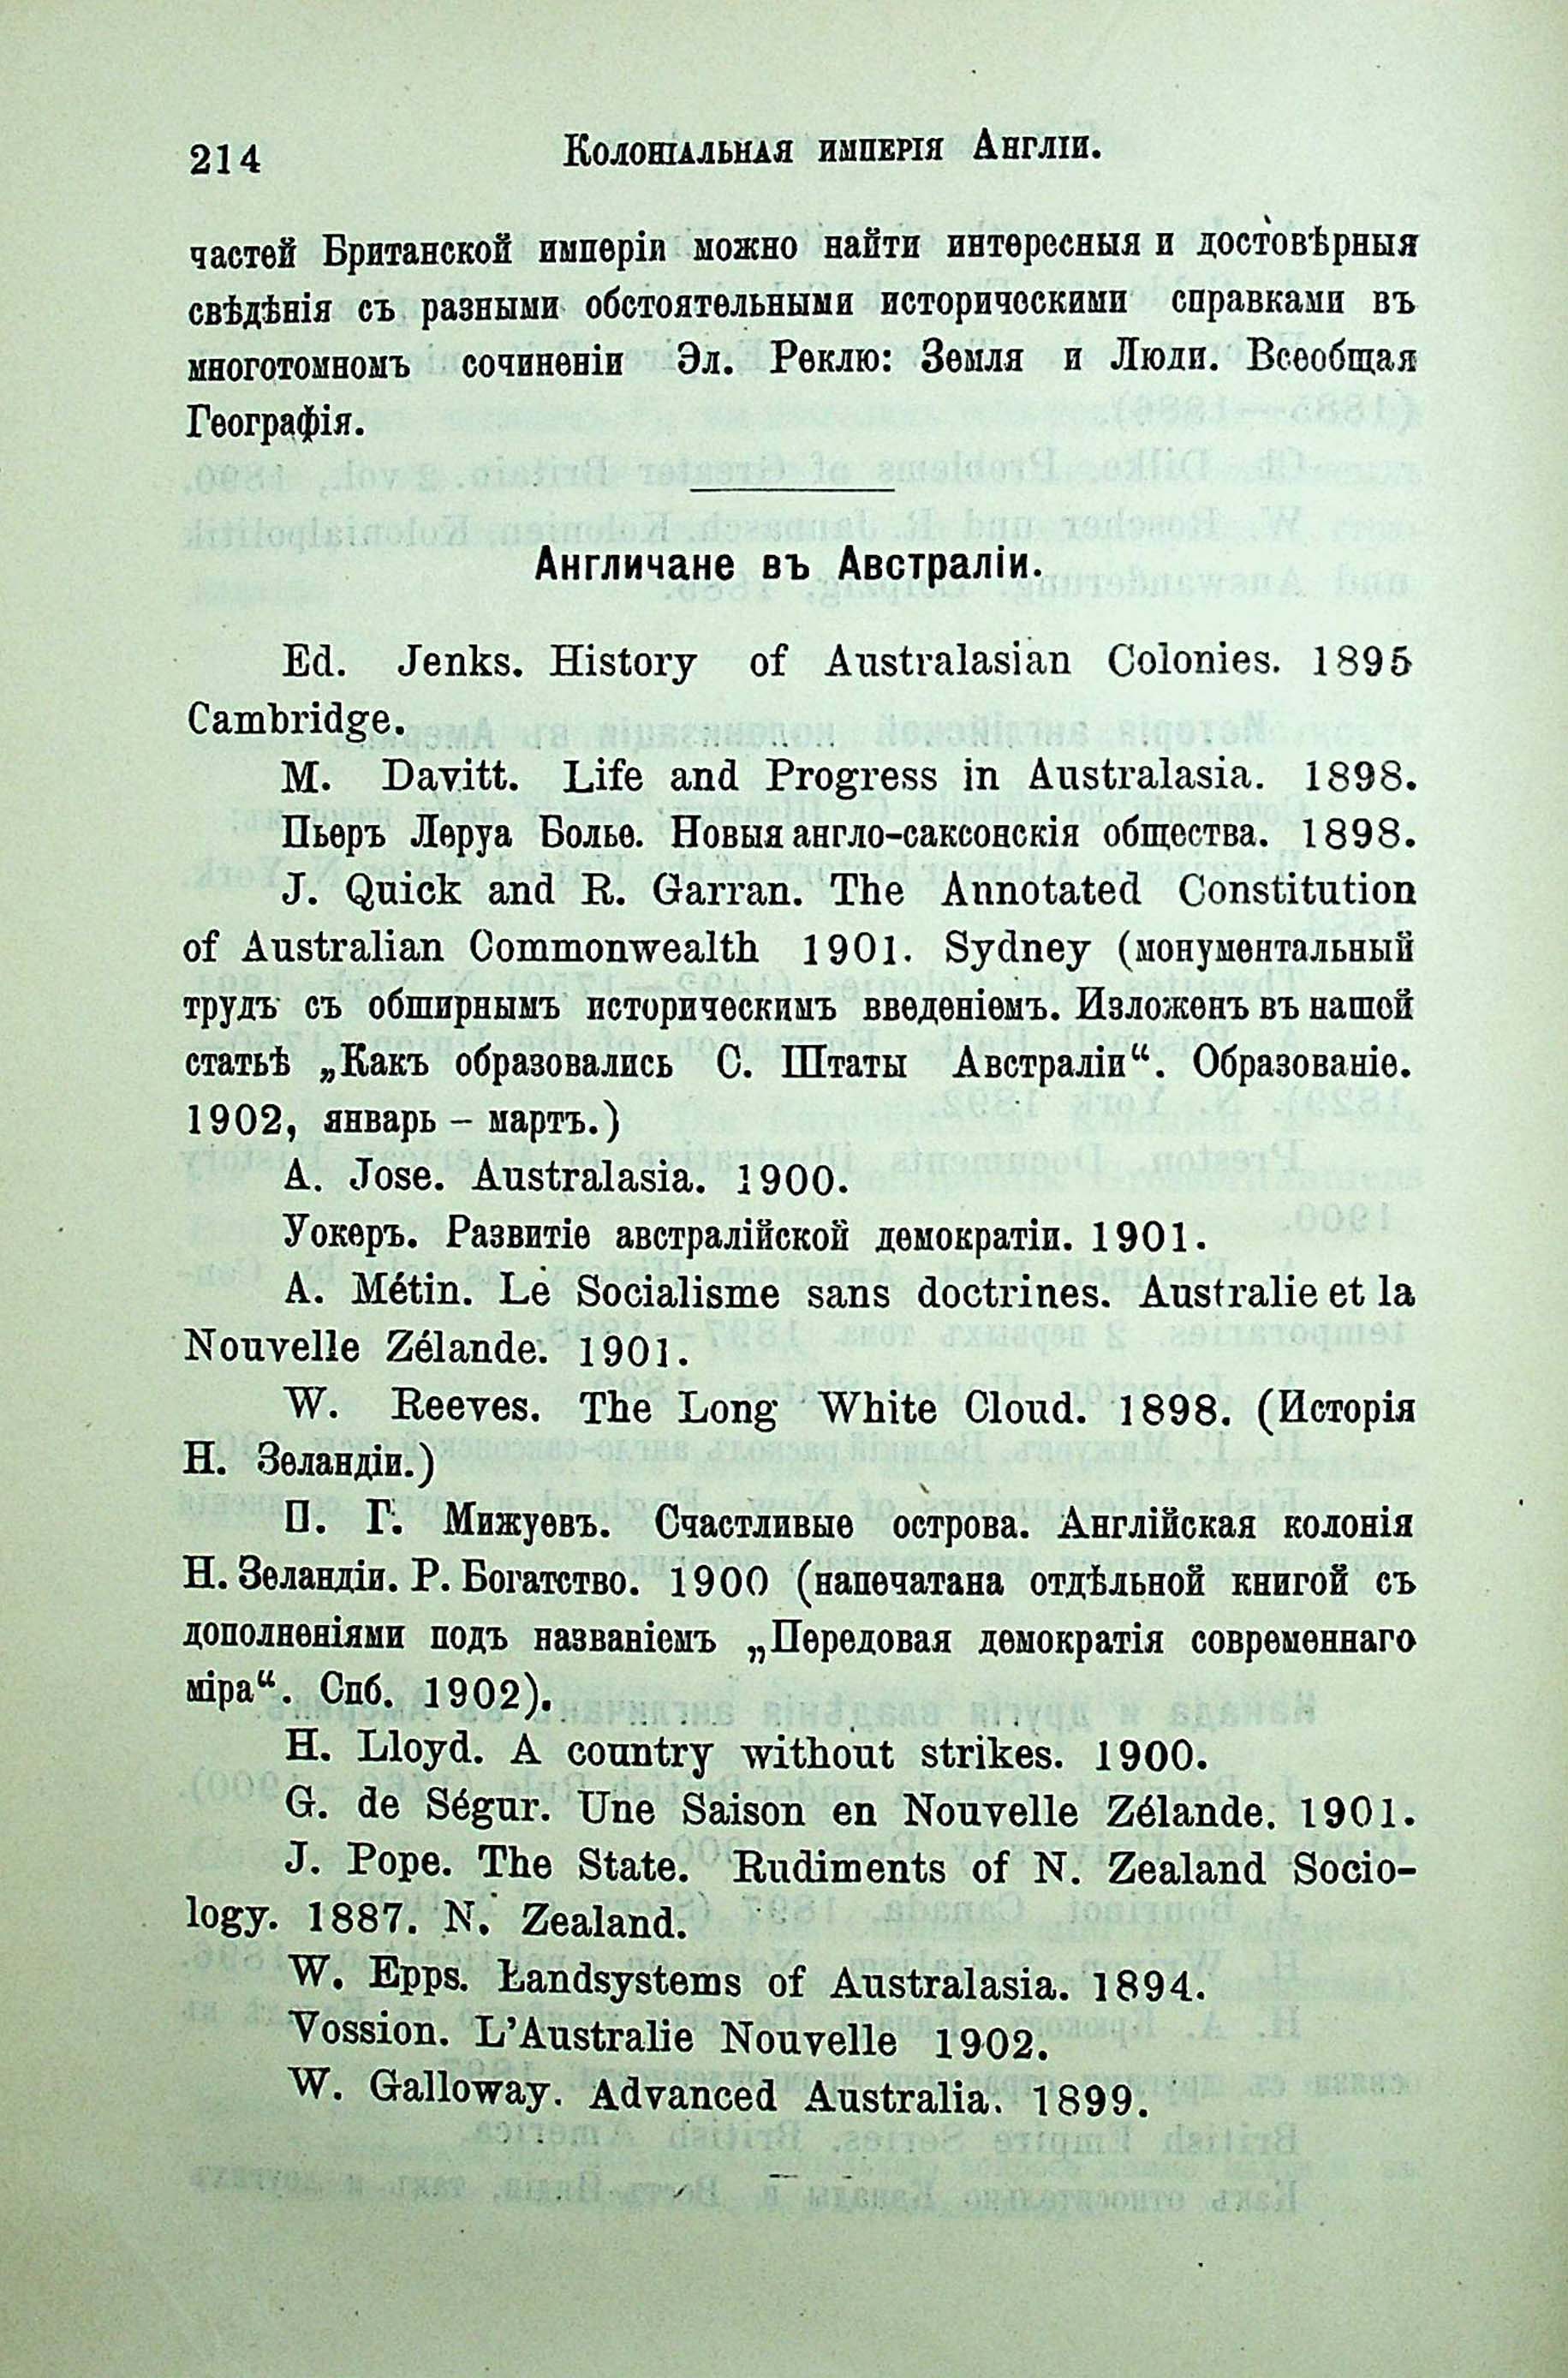 214 Колоніальная имперія Англіи.
частей Британской имперіи можно найти интересныя и достовѣрныя
свѣдѣнія съ разными обстоятельными историческими справками въ
многотомномъ сочиненіи Эл. Реклю: Земля и Люди. Всеобщая
Географія.
Англичане въ Австраліи.
Ed. Jenks. History of Australasian Colonies. 1895
Cambridge.
M. Davitt. Life and Progress in Australasia. 1898.
Пьеръ Леруа Болье. Новыя англо-саксонскія общества. 1898.
J. Quick and R. Garran. The Annotated Constitution
of Australian Commonwealth 1901. Sydney (монументальный
трудъ съ обширнымъ историческимъ введеніемъ. Изложенъ въ нашей
статьѣ „Какъ образовались С. Штаты Австраліи“. Образованіе.
1902, январь – мартъ.)
A. Jose. Australasia. 1900.
Уокеръ. Развитіе австралійской демократіи. 1901.
A. Métin. Le Socialisme sans doctrines. Australie et la
Nouvelle Zélande. 1901.
W. Reeves. The Long White Cloud. 1898. (Исторія
Н. Зеландіи.)
П. Г. Мижуевъ. Счастливые острова. Англійская колонія
Н. Зеландіи. Р. Богатство. 1900 (напечатана отдѣльной книгой съ
дополненіями подъ названіемъ „Передовая демократія современнаго
міра“. Спб. 1902).
H. Lloyd. A country without strikes. 1900.
G. de Ségur. Une Saison en Nouvelle Zélande. 1901.
J. Pope. The State. Rudiments of N. Zealand Socio-
logy. 1887. N. Zealand.
W. Epps. Landsystems of Australasia. 1894.
Vossion. L’Australie Nouvelle 1902.
W. Galloway. Advanced Australia. 1899.